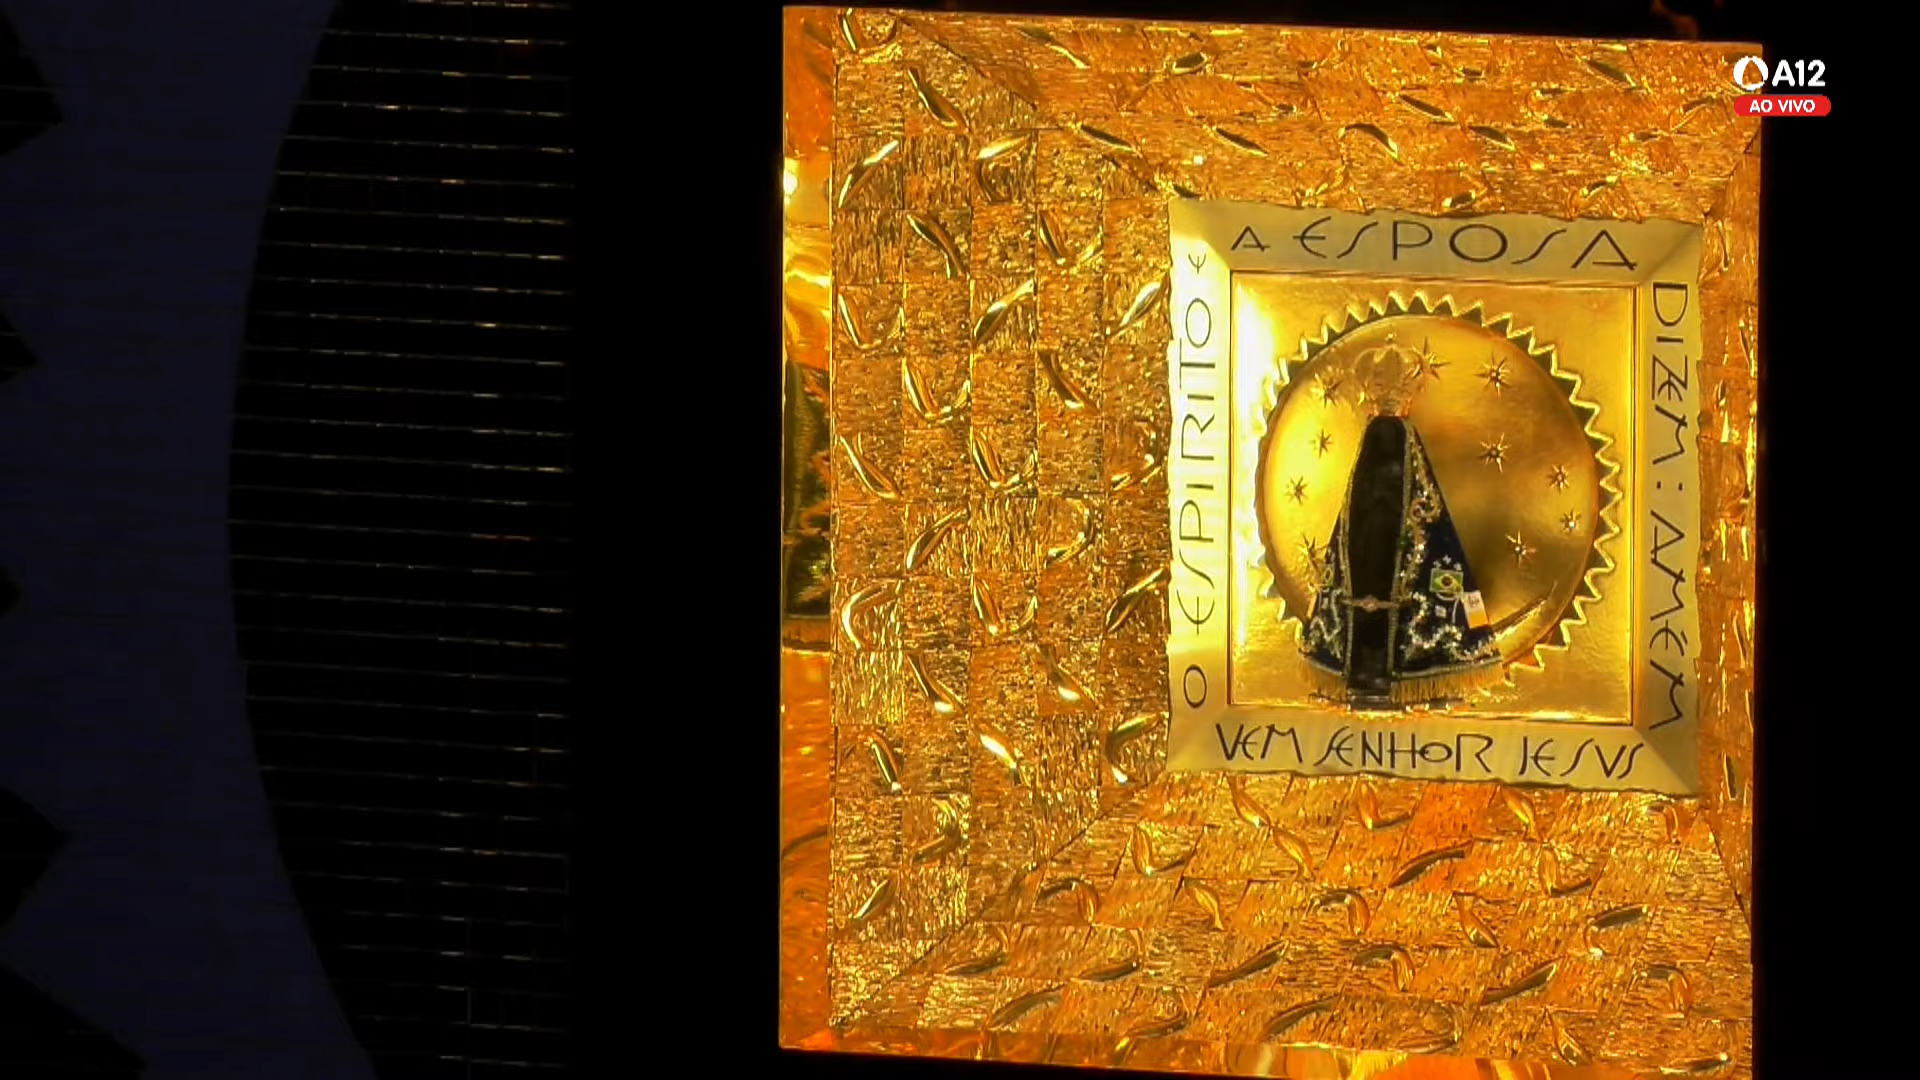 A12
AO VIVO
O ESPIRITO E
A ESPOSA
DIZEM: AMÉM
VEM SENHOR JESUS